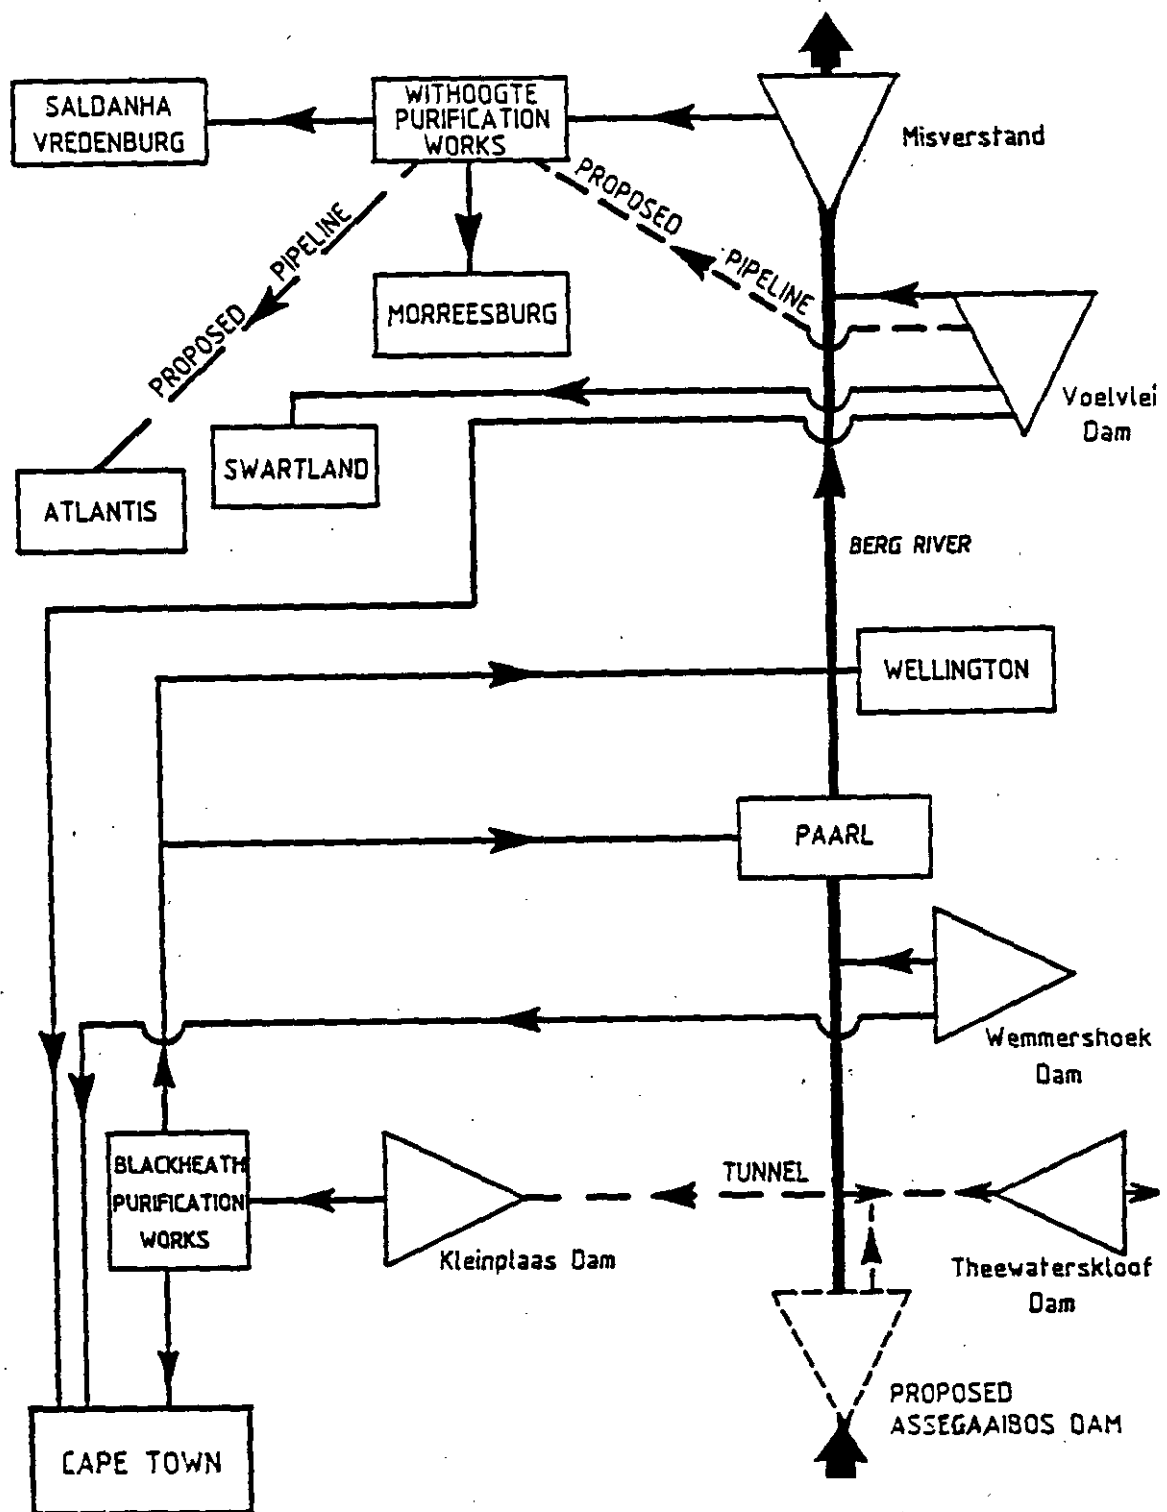 SALDANHA
VREDENBURG
WITHOOGTE
PURIFICATION
WORKS
Misverstand
PROPOSED PIPELINE
PROPOSED PIPELINE
MORREESBURG
Voelvlei
Dam
SWARTLAND
ATLANTIS
BERG RIVER
WELLINGTON
PAARL
Wemmershoek
Dam
BLACKHEATH
PURIFICATION
WORKS
TUNNEL
Kleinplaas Dam
Theewaterskloof
Dam
PROPOSED
ASSEGAAIBOS DAM
CAPE TOWN